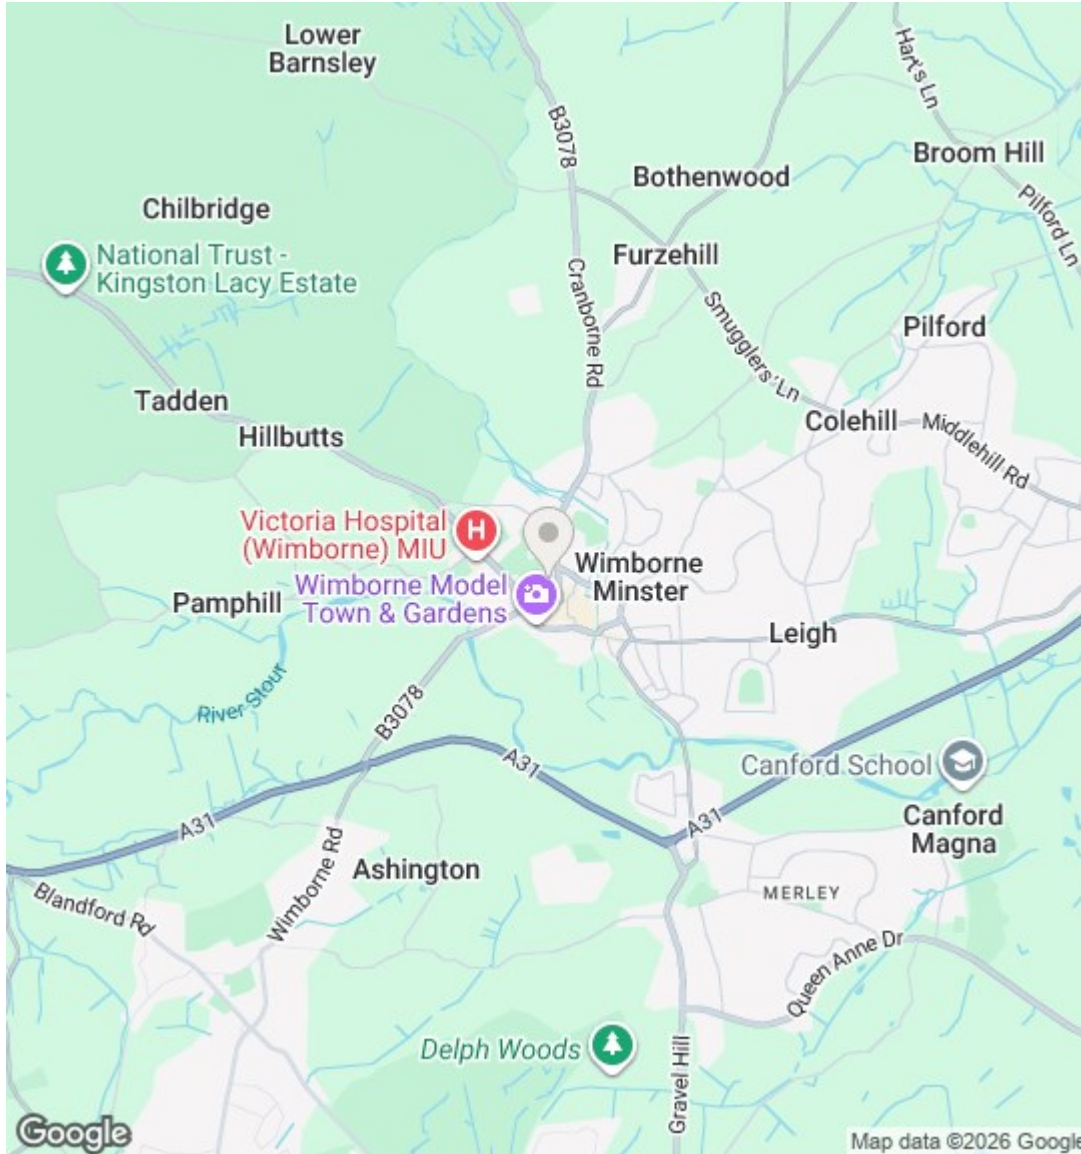 Lower
Barnsley
Hart's Ln
B3078
Broom Hill
Bothenwood
Pilford Ln
Chilbridge
National Trust -
Kingston Lacy Estate
Furzehill
Cranborne Rd
Smugglers' Ln
Pilford
Tadden
Hillbutts
Colehill
Middlehill Rd
Victoria Hospital
(Wimborne) MIU
H
Wimborne
Minster
Wimborne Model
Town & Gardens
Pamphill
Leigh
River Stour
B3078
A31
Canford School
A31
A31
Canford
Magna
Ashington
MERLEY
Blandford Rd
Wimborne Rd
Queen Anne Dr
Delph Woods
Gravel Hill
Google
Map data ©2026 Google